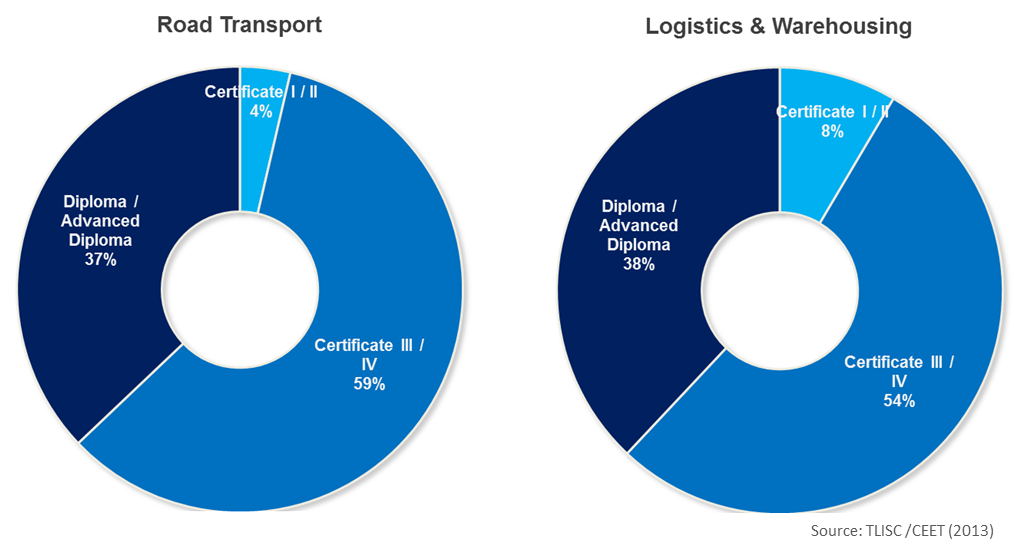 Road Transport
Certificate I / II
4%
Diploma /
Advanced
Diploma
37%
Certificate III /
IV
59%
Logistics & Warehousing
Certificate I / II
8%
Diploma /
Advanced
Diploma
38%
Certificate III /
IV
54%
Source: TLISC /CEET (2013)